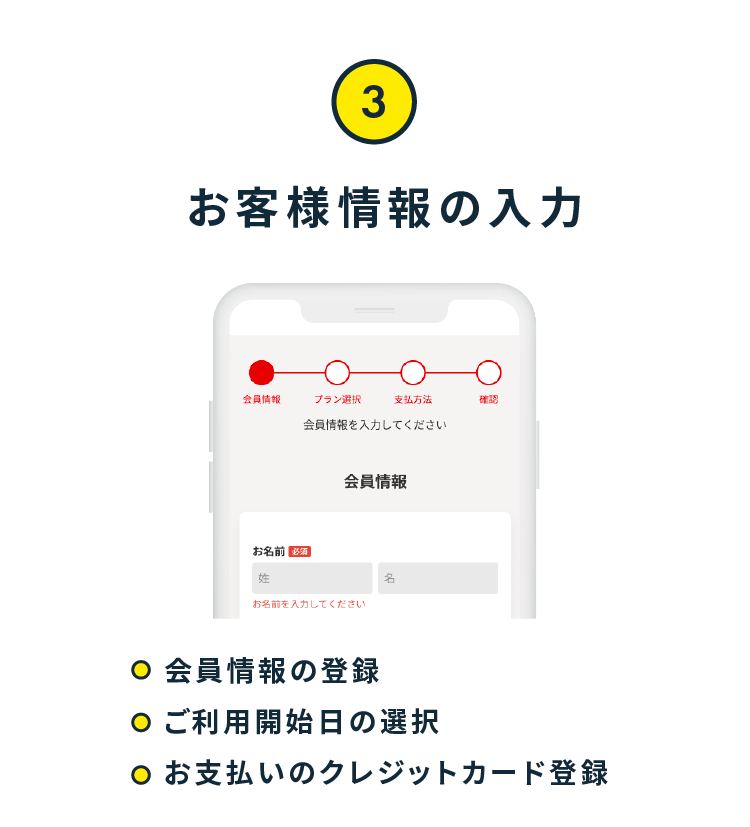 3
お客様情報の入力
会員情報 プラン選択 支払方法 確認
会員情報を入力してください
会員情報
お名前 必須
姓 名
お名前を入力してください
会員情報の登録
ご利用開始日の選択
お支払いのクレジットカード登録